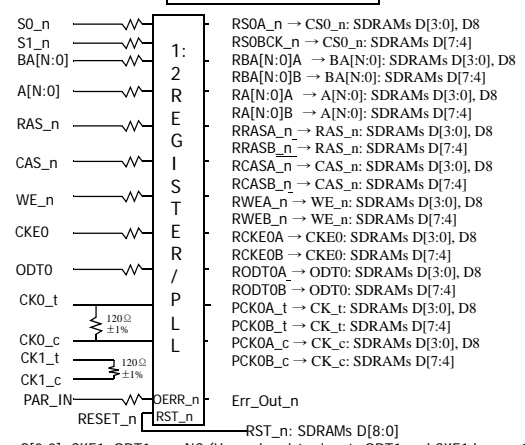 S0_n
S1_n
BA[N:0]
A[N:0]
RAS_n
CAS_n
WE_n
CKE0
ODT0
CK0_t
120Ω
±1%
CK0_c
CK1_t
120Ω
±1%
CK1_c
PAR_IN
RESET_n
1:
2
R
E
G
I
S
T
E
R
/
P
L
L
OERR_n
RST_n
RS0A_n → CS0_n: SDRAMs D[3:0], D8
RS0BCK_n → CS0_n: SDRAMs D[7:4]
RBA[N:0]A → BA[N:0]: SDRAMs D[3:0], D8
RBA[N:0]B → BA[N:0]: SDRAMs D[7:4]
RA[N:0]A → A[N:0]: SDRAMs D[3:0], D8
RA[N:0]B → A[N:0]: SDRAMs D[7:4]
RRASA_n → RAS_n: SDRAMs D[3:0], D8
RRASB_n → RAS_n: SDRAMs D[7:4]
RCASA_n → CAS_n: SDRAMs D[3:0], D8
RCASB_n → CAS_n: SDRAMs D[7:4]
RWEA_n → WE_n: SDRAMs D[3:0], D8
RWEB_n → WE_n: SDRAMs D[7:4]
RCKE0A → CKE0: SDRAMs D[3:0], D8
RCKE0B → CKE0: SDRAMs D[7:4]
RODT0A → ODT0: SDRAMs D[3:0], D8
RODT0B → ODT0: SDRAMs D[7:4]
PCK0A_t → CK_t: SDRAMs D[3:0], D8
PCK0B_t → CK_t: SDRAMs D[7:4]
PCK0A_c → CK_c: SDRAMs D[3:0], D8
PCK0B_c → CK_c: SDRAMs D[7:4]
Err_Out_n
RST_n: SDRAMs D[8:0]